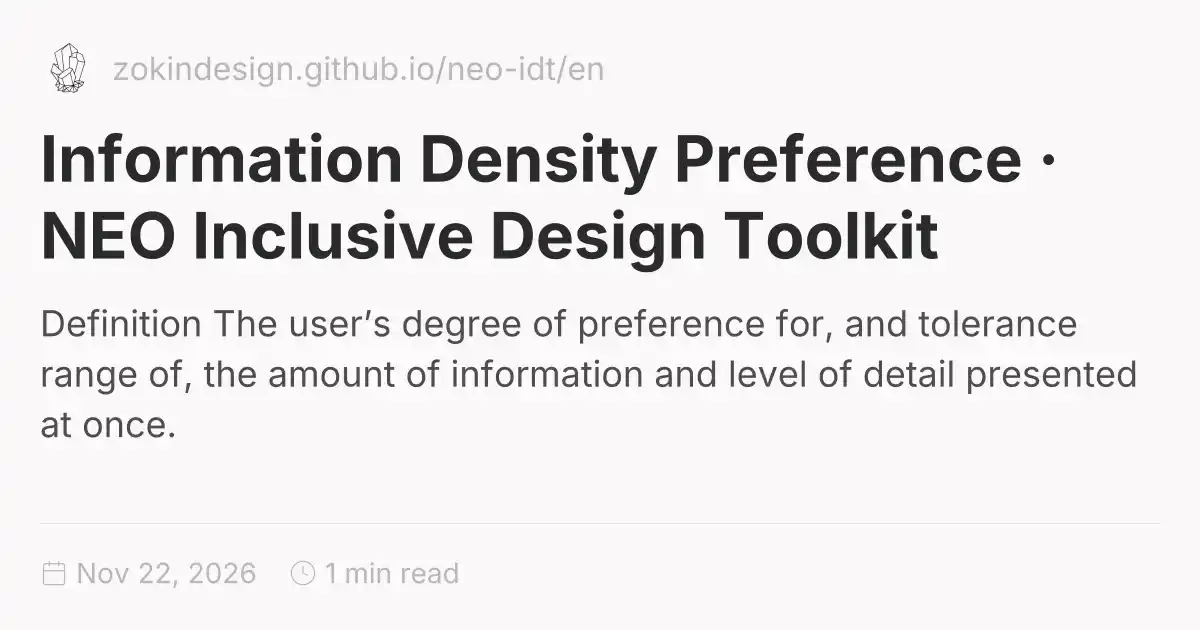 zokindesign.github.io/neo-idt/en
Information Density Preference ·
NEO Inclusive Design Toolkit
Definition The user’s degree of preference for, and tolerance
range of, the amount of information and level of detail presented
at once.
Nov 22, 2026 1 min read